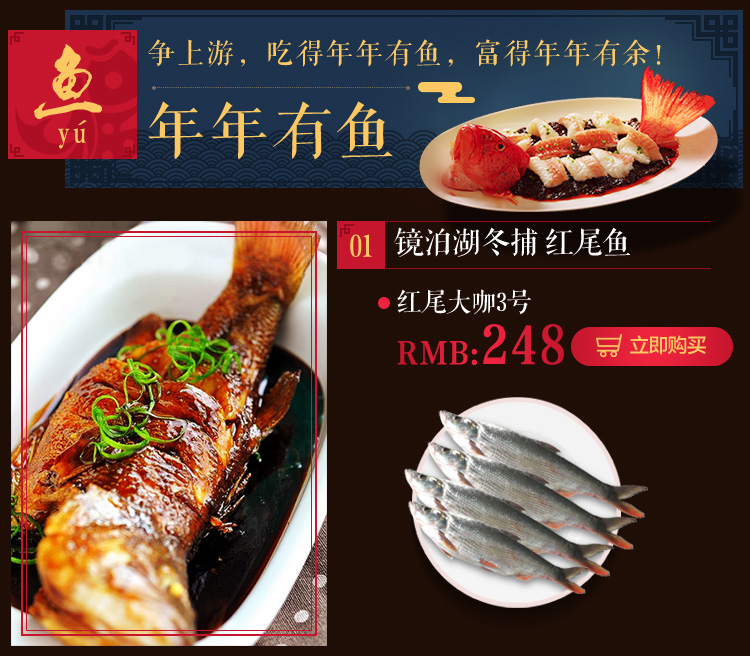 鱼
yú
争上游，吃得年年有鱼，富得年年有余!
年年有鱼
01
镜泊湖冬捕 红尾鱼
红尾大咖3号
RMB:248
立即购买